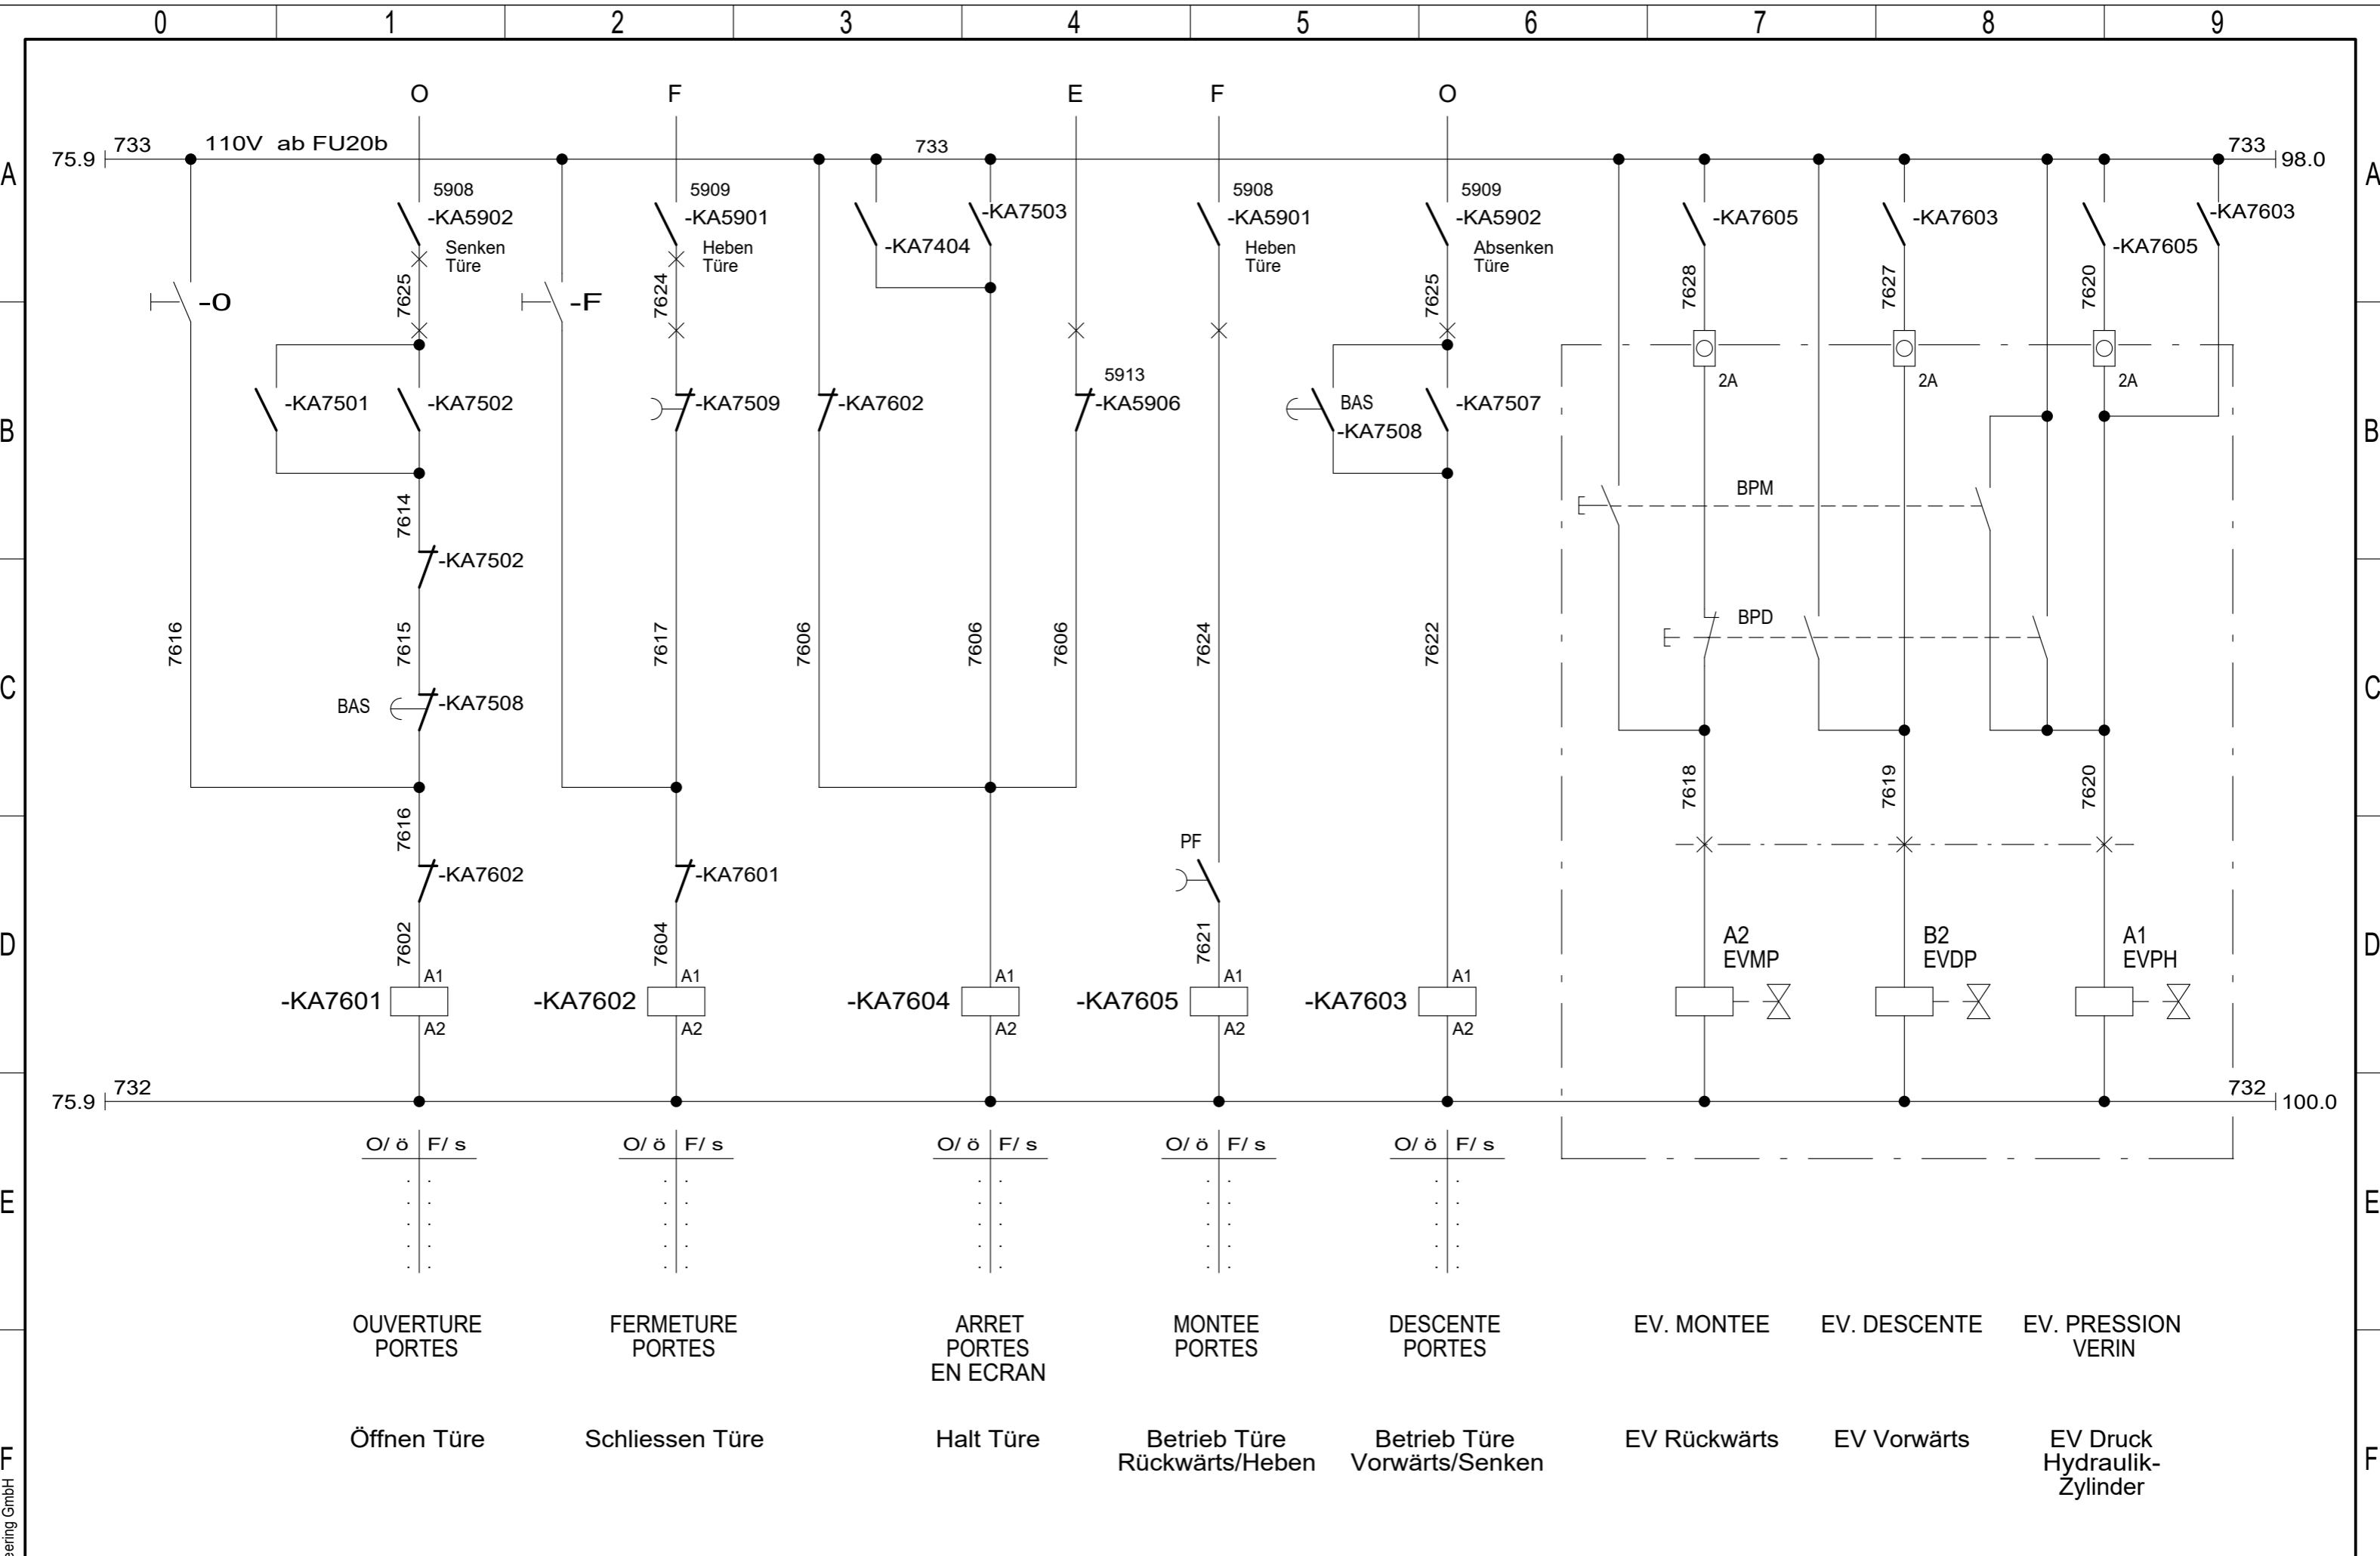 0 1 2 3 4 5 6 7 8 9
O F E F O
75.9 733 110V ab FU20b 733 733 98.0
A A
5908 5909 5908 5909
-KA5902 -KA5901 -KA7503 -KA5901 -KA5902 -KA7605 -KA7603 -KA7603
-KA7404 -KA7605
Senken Heben Heben Absenken
Türe Türe Türe Türe
7625 7624 7625 7628 7627 7620
-O -F
2A 2A 2A
5913
-KA7501 -KA7502 -KA7509 -KA7602 -KA5906 BAS -KA7507
-KA7508
B B
7614 BPM
-KA7502
7616 7615 7617 7606 7606 7606 7624 7622 BPD
C C
BAS -KA7508
7616 7618 7619 7620
PF
-KA7602 -KA7601
7602 7604 7621
D D
A2 B2 A1
EVMP EVDP EVPH
A1 A1 A1 A1 A1
-KA7601 -KA7602 -KA7604 -KA7605 -KA7603
A2 A2 A2 A2 A2
75.9 732 732 100.0
O/ ö F/ s O/ ö F/ s O/ ö F/ s O/ ö F/ s O/ ö F/ s
E E
OUVERTURE
PORTES
FERMETURE
PORTES
ARRET
PORTES
EN ECRAN
MONTEE
PORTES
DESCENTE
PORTES
EV. MONTEE
EV. DESCENTE
EV. PRESSION
VERIN
Öffnen Türe
Schliessen Türe
Halt Türe
Betrieb Türe
Rückwärts/Heben
Betrieb Türe
Vorwärts/Senken
EV Rückwärts
EV Vorwärts
EV Druck
Hydraulik-
Zylinder
F F
GmbH